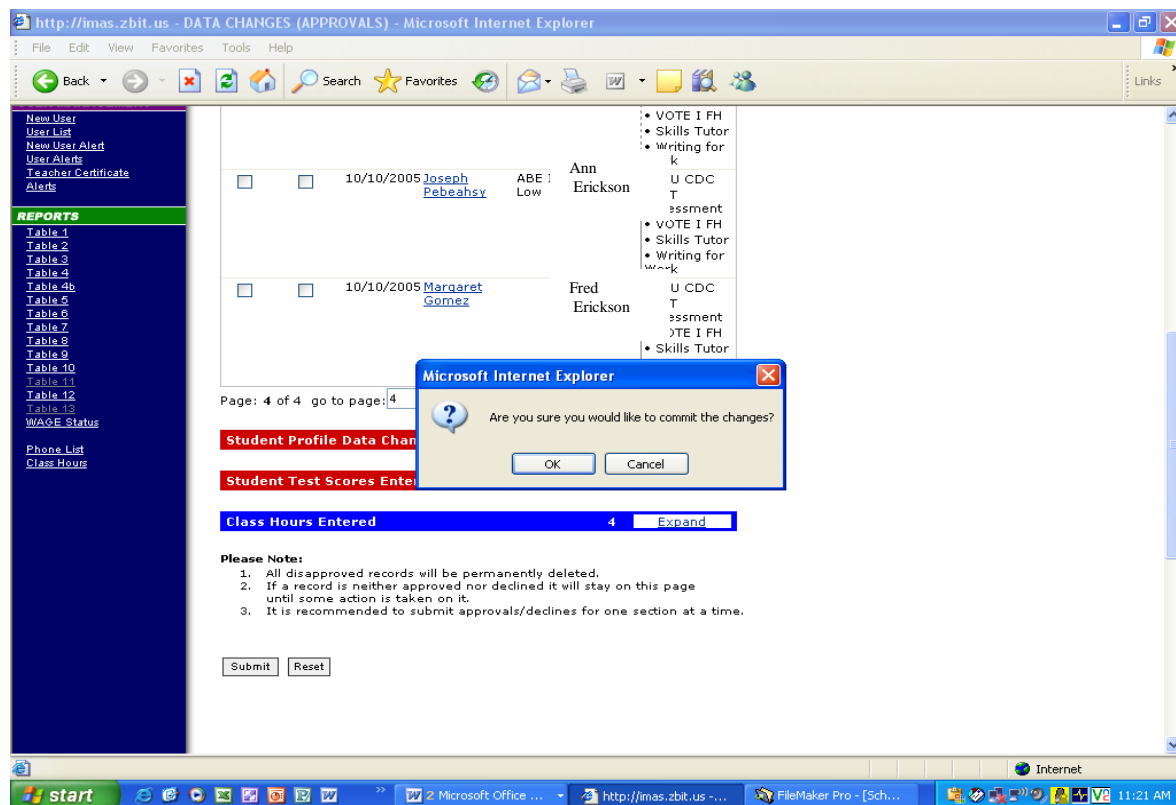 http://imas.zbit.us - DATA CHANGES (APPROVALS) - Microsoft Internet Explorer
File Edit View Favorites Tools Help
Back Search Favorites Links
New User
User List
New User Alert
User Alerts
Teacher Certificate
Alerts
REPORTS
Table 1
Table 2
Table 3
Table 4
Table 4b
Table 5
Table 6
Table 7
Table 8
Table 9
Table 10
Table 11
Table 12
Table 13
WAGE Status
Phone List
Class Hours
• VOTE I FH
• Skills Tutor
• Writing for
k
10/10/2005 Joseph
Pebeahsy
ABE
Low
Ann
Erickson
U CDC
T
essment
• VOTE I FH
• Skills Tutor
• Writing for
Work
10/10/2005 Margaret
Gomez
Fred
Erickson
U CDC
T
essment
OTE I FH
• Skills Tutor
Page: 4 of 4 go to page: 4
Microsoft Internet Explorer
Are you sure you would like to commit the changes?
OK Cancel
Student Profile Data Chan
Student Test Scores Ente
Class Hours Entered 4 Expand
Please Note:
1. All disapproved records will be permanently deleted.
2. If a record is neither approved nor declined it will stay on this page
until some action is taken on it.
3. It is recommended to submit approvals/declines for one section at a time.
Submit Reset
Internet
start
2 Microsoft Office ...
http://imas.zbit.us -...
FileMaker Pro - [Sch...
11:21 AM